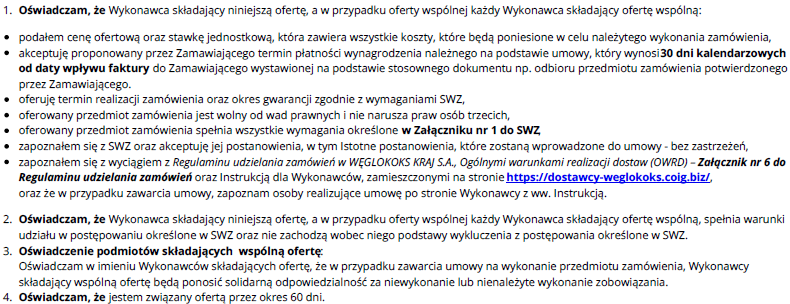 1. Oświadczam, że Wykonawca składający niniejszą ofertę, a w przypadku oferty wspólnej każdy Wykonawca składający ofertę wspólną:
• podałem cenę ofertową oraz stawkę jednostkową, która zawiera wszystkie koszty, które będą poniesione w celu należytego wykonania zamówienia,
• akceptuję proponowany przez Zamawiającego termin płatności wynagrodzenia należnego na podstawie umowy, który wynosi30 dni kalendarzowych
od daty wpływu faktury do Zamawiającego wystawionej na podstawie stosownego dokumentu np. odbioru przedmiotu zamówienia potwierdzonego
przez Zamawiającego.
• oferuję termin realizacji zamówienia oraz okres gwarancji zgodnie z wymaganiami SWZ,
• oferowany przedmiot zamówienia jest wolny od wad prawnych i nie narusza praw osób trzecich,
• oferowany przedmiot zamówienia spełnia wszystkie wymagania określone w Załączniku nr 1 do SWZ,
• zapoznałem się z SWZ oraz akceptuję jej postanowienia, w tym Istotne postanowienia, które zostaną wprowadzone do umowy - bez zastrzeżeń,
• zapoznałem się z wyciągiem z Regulaminu udzielania zamówień w WĘGLOKOKS KRAJ S.A., Ogólnymi warunkami realizacji dostaw (OWRD) – Załącznik nr 6 do
Regulaminu udzielania zamówień oraz Instrukcją dla Wykonawców, zamieszczonymi na stronie https://dostawcy-weglokoks.coig.biz/,
oraz że w przypadku zawarcia umowy, zapoznam osoby realizujące umowę po stronie Wykonawcy z ww. Instrukcją.
2. Oświadczam, że Wykonawca składający niniejszą ofertę, a w przypadku oferty wspólnej każdy Wykonawca składający ofertę wspólną, spełnia warunki
udziału w postępowaniu określone w SWZ oraz nie zachodzą wobec niego podstawy wykluczenia z postępowania określone w SWZ.
3. Oświadczenie podmiotów składających wspólną ofertę:
Oświadczam w imieniu Wykonawców składających ofertę, że w przypadku zawarcia umowy na wykonanie przedmiotu zamówienia, Wykonawcy
składający wspólną ofertę będą ponosić solidarną odpowiedzialność za niewykonanie lub nienależyte wykonanie zobowiązania.
4. Oświadczam, że jestem związany ofertą przez okres 60 dni.